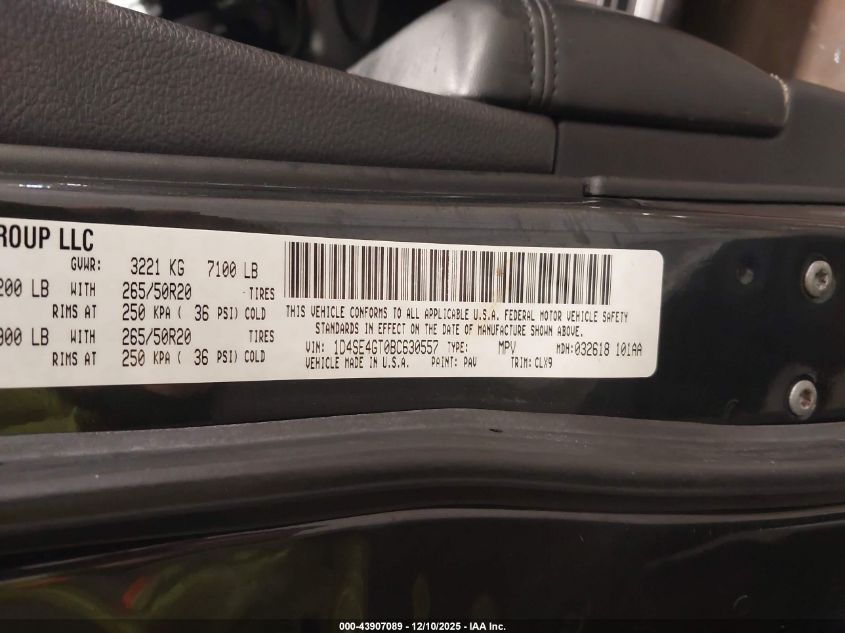 ROUP LLC
GVWR: 3221 KG 7100 LB
200 LB WITH 265/50R20 -TIRES
RIMS AT 250 KPA ( 36 PSI) COLD
900 LB WITH 265/50R20 TIRES
RIMS AT 250 KPA ( 36 PSI) COLD
THIS VEHICLE CONFORMS TO ALL APPLICABLE U.S.A. FEDERAL MOTOR VEHICLE SAFETY
STANDARDS IN EFFECT ON THE DATE OF MANUFACTURE SHOWN ABOVE.
VIN: 1D4SE4GT0BC630557 TYPE: MPV MDH:032618 101AA
VEHICLE MADE IN U.S.A. PAINT: PAV TRIM: CLX9
000-43907089 - 12/10/2025 - IAA Inc.